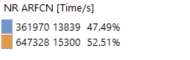 NR ARFCN [Time/s]
361970 13839 47.49%
647328 15300 52.51%